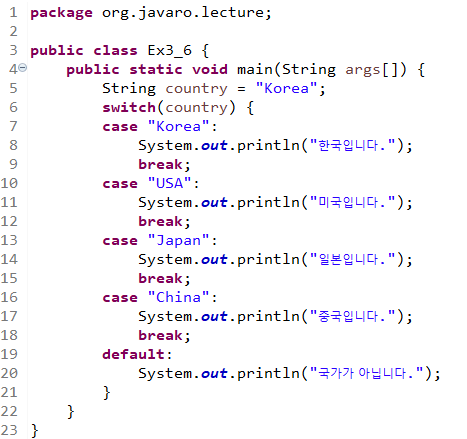 1 package org.javaro.lecture;
2
3 public class Ex3_6 {
4 public static void main(String args[]) {
5 String country = "Korea";
6 switch(country) {
7 case "Korea":
8 System.out.println("한국입니다.");
9 break;
10 case "USA":
11 System.out.println("미국입니다.");
12 break;
13 case "Japan":
14 System.out.println("일본입니다.");
15 break;
16 case "China":
17 System.out.println("중국입니다.");
18 break;
19 default:
20 System.out.println("국가가 아닙니다.");
21 }
22 }
23 }